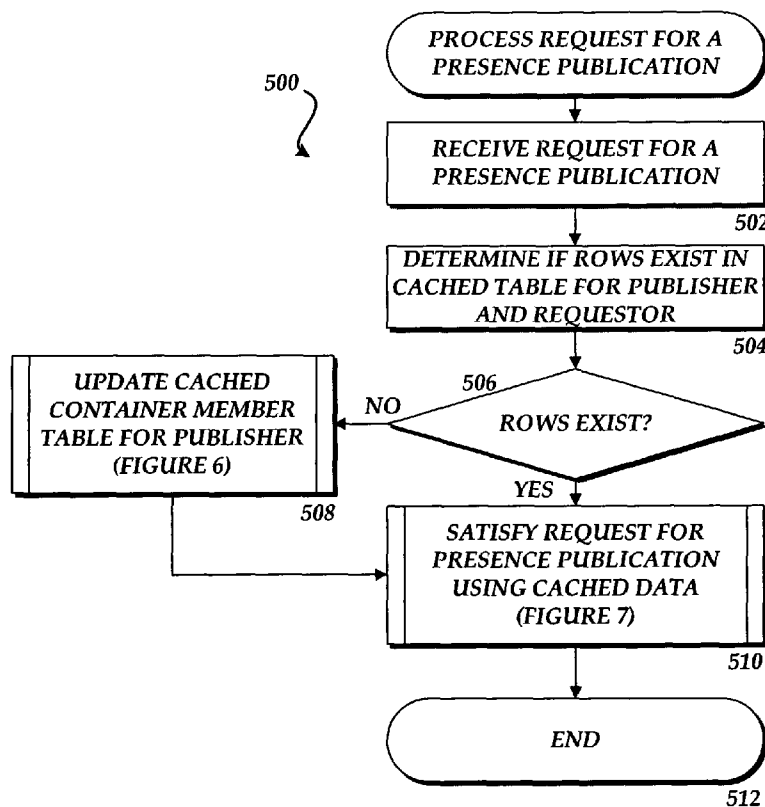 PROCESS REQUEST FOR A
PRESENCE PUBLICATION
500
RECEIVE REQUEST FOR A
PRESENCE PUBLICATION
502
DETERMINE IF ROWS EXIST IN
CACHED TABLE FOR PUBLISHER
AND REQUESTOR
504
506
ROWS EXIST?
NO
UPDATE CACHED
CONTAINER MEMBER
TABLE FOR PUBLISHER
(FIGURE 6)
508
YES
SATISFY REQUEST FOR
PRESENCE PUBLICATION
USING CACHED DATA
(FIGURE 7)
510
END
512